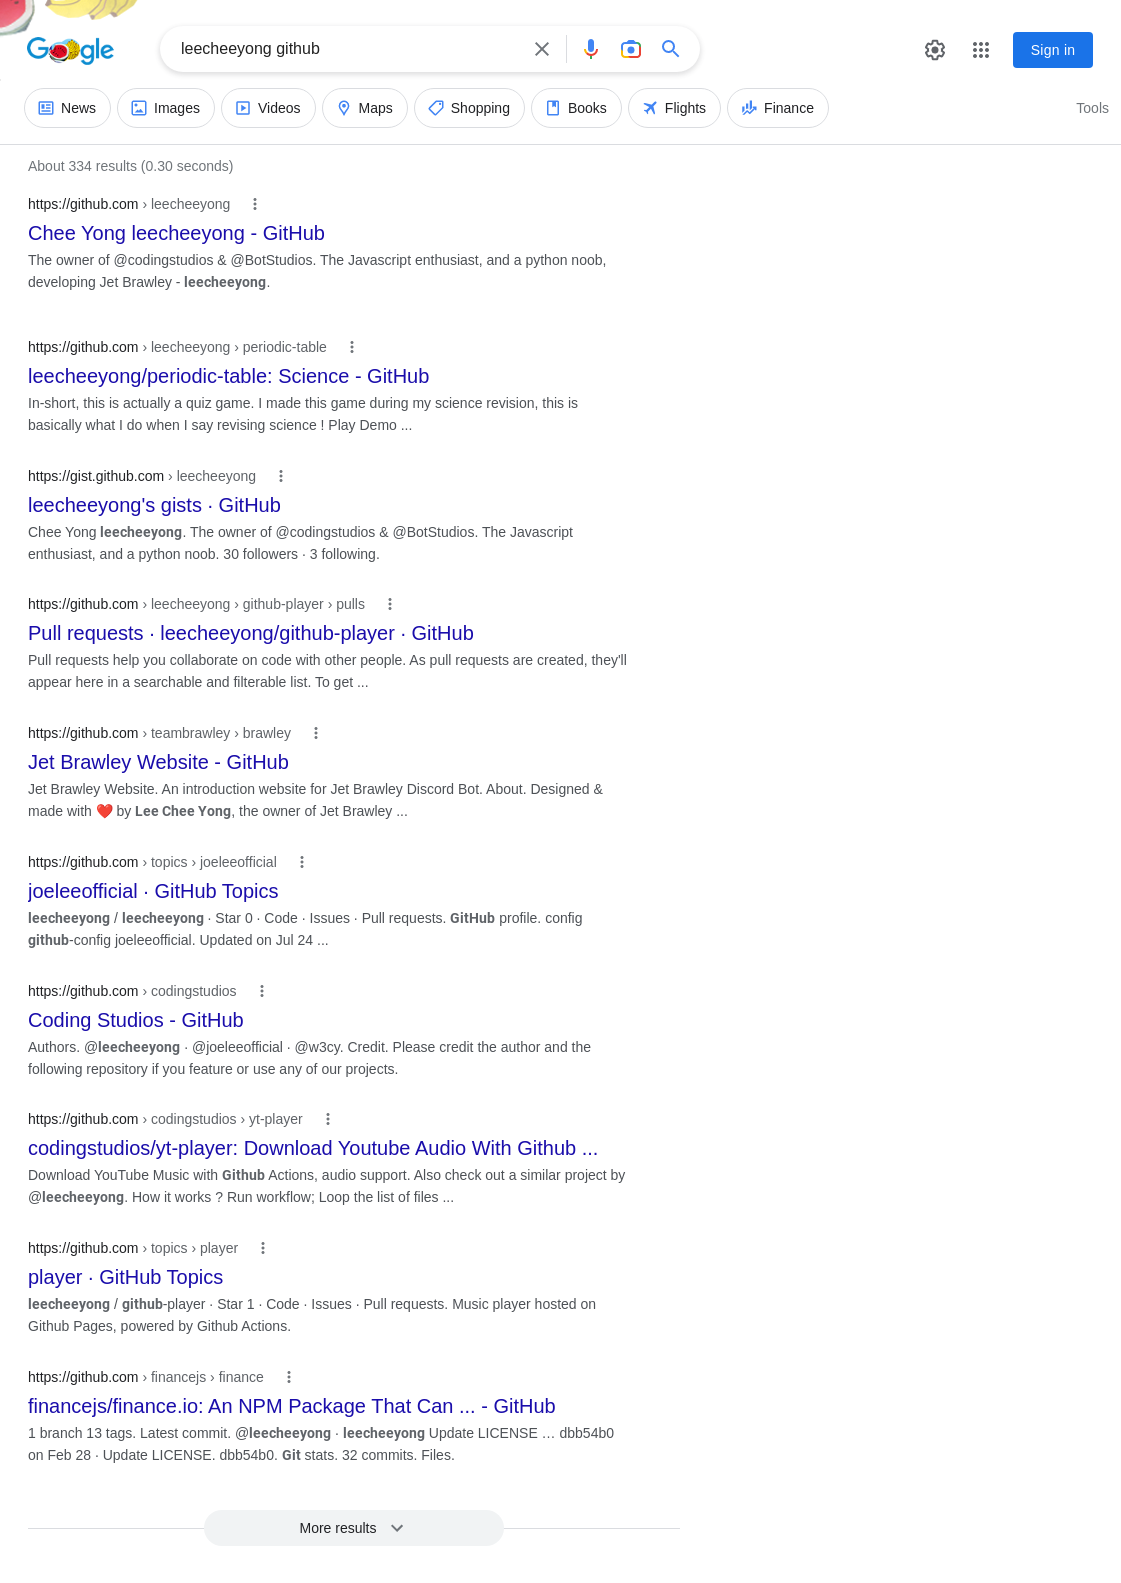 Google
leecheeyong github
Sign in
News
Images
Videos
Maps
Shopping
Books
Flights
Finance
Tools
About 334 results (0.30 seconds)
https://github.com › leecheeyong
Chee Yong leecheeyong - GitHub
The owner of @codingstudios & @BotStudios. The Javascript enthusiast, and a python noob,
developing Jet Brawley - leecheeyong.
https://github.com › leecheeyong › periodic-table
leecheeyong/periodic-table: Science - GitHub
In-short, this is actually a quiz game. I made this game during my science revision, this is
basically what I do when I say revising science ! Play Demo ...
https://gist.github.com › leecheeyong
leecheeyong's gists · GitHub
Chee Yong leecheeyong. The owner of @codingstudios & @BotStudios. The Javascript
enthusiast, and a python noob. 30 followers · 3 following.
https://github.com › leecheeyong › github-player › pulls
Pull requests · leecheeyong/github-player · GitHub
Pull requests help you collaborate on code with other people. As pull requests are created, they'll
appear here in a searchable and filterable list. To get ...
https://github.com › teambrawley › brawley
Jet Brawley Website - GitHub
Jet Brawley Website. An introduction website for Jet Brawley Discord Bot. About. Designed &
made with ❤️ by Lee Chee Yong, the owner of Jet Brawley ...
https://github.com › topics › joeleeofficial
joeleeofficial · GitHub Topics
leecheeyong / leecheeyong · Star 0 · Code · Issues · Pull requests. GitHub profile. config
github-config joeleeofficial. Updated on Jul 24 ...
https://github.com › codingstudios
Coding Studios - GitHub
Authors. @leecheeyong · @joeleeofficial · @w3cy. Credit. Please credit the author and the
following repository if you feature or use any of our projects.
https://github.com › codingstudios › yt-player
codingstudios/yt-player: Download Youtube Audio With Github ...
Download YouTube Music with Github Actions, audio support. Also check out a similar project by
@leecheeyong. How it works ? Run workflow; Loop the list of files ...
https://github.com › topics › player
player · GitHub Topics
leecheeyong / github-player · Star 1 · Code · Issues · Pull requests. Music player hosted on
Github Pages, powered by Github Actions.
https://github.com › financejs › finance
financejs/finance.io: An NPM Package That Can ... - GitHub
1 branch 13 tags. Latest commit. @leecheeyong · leecheeyong Update LICENSE … dbb54b0
on Feb 28 · Update LICENSE. dbb54b0. Git stats. 32 commits. Files.
More results